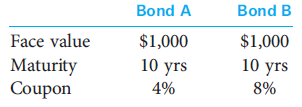 Bond A Bond B
Face value $1,000 $1,000
Maturity 10 yrs 10 yrs
Coupon 4% 8%